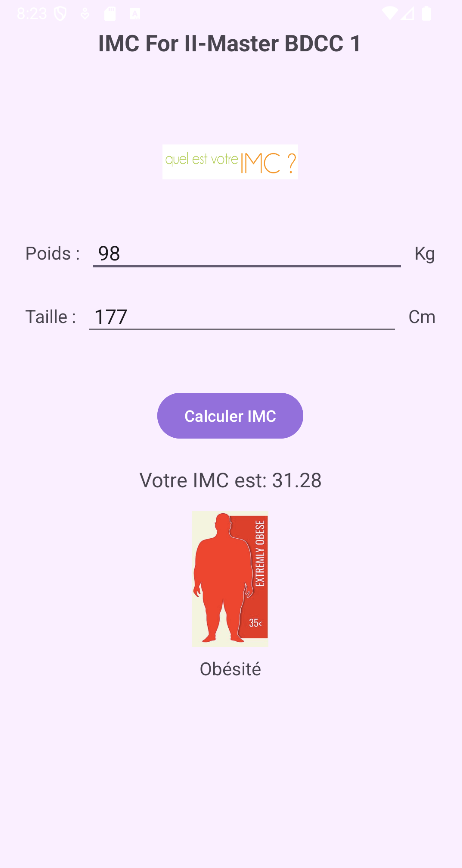 8:23
IMC For II-Master BDCC 1
quel est votre IMC ?
Poids : 98 Kg
Taille : 177 Cm
Calculer IMC
Votre IMC est: 31.28
EXTREMLY OBESE
35<
Obésité